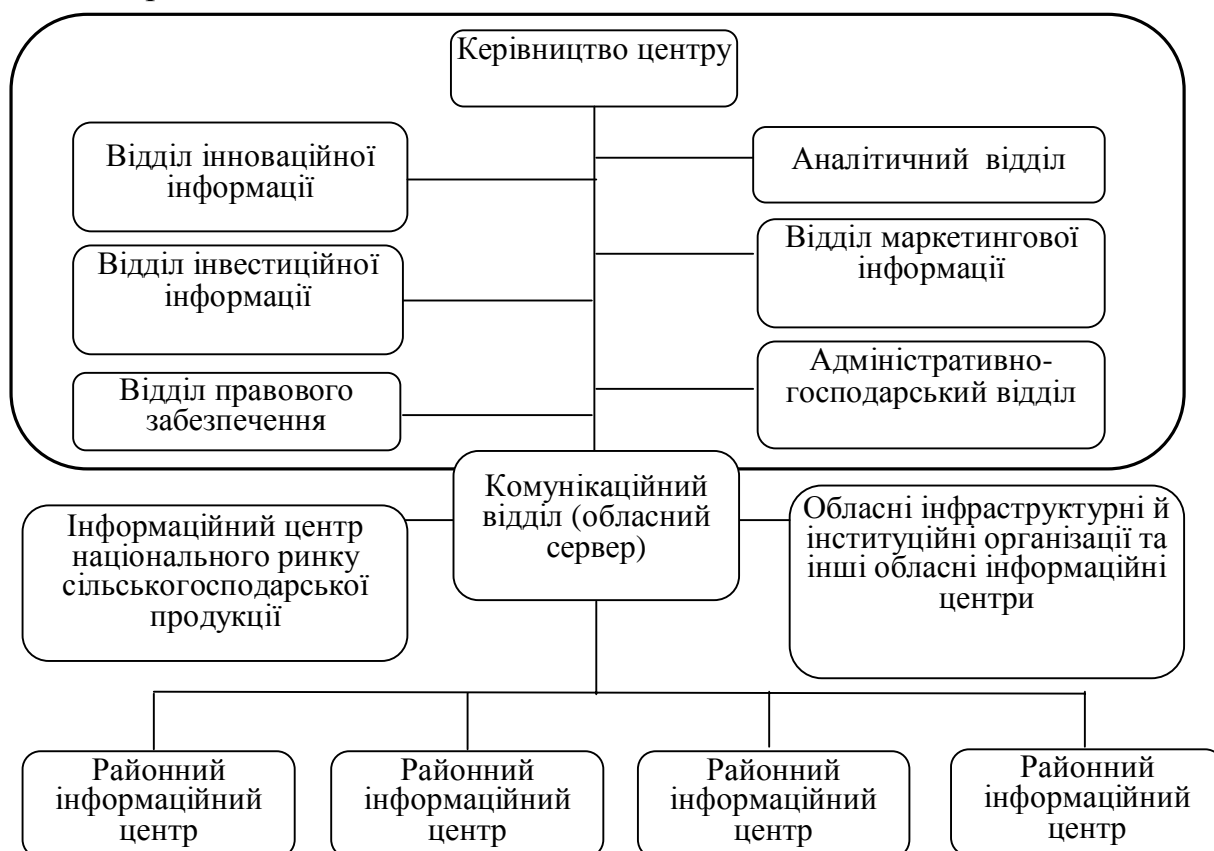 Керівництво центру
Відділ інноваційної
інформації
Аналітичний відділ
Відділ інвестиційної
інформації
Відділ маркетингової
інформації
Відділ правового
забезпечення
Адміністративно-
господарський відділ
Комунікаційний
відділ (обласний
сервер)
Інформаційний центр
національного ринку
сільськогосподарської
продукції
Обласні інфраструктурні й
інституційні організації та
інші обласні інформаційні
центри
Районний
інформаційний
центр
Районний
інформаційний
центр
Районний
інформаційний
центр
Районний
інформаційний
центр